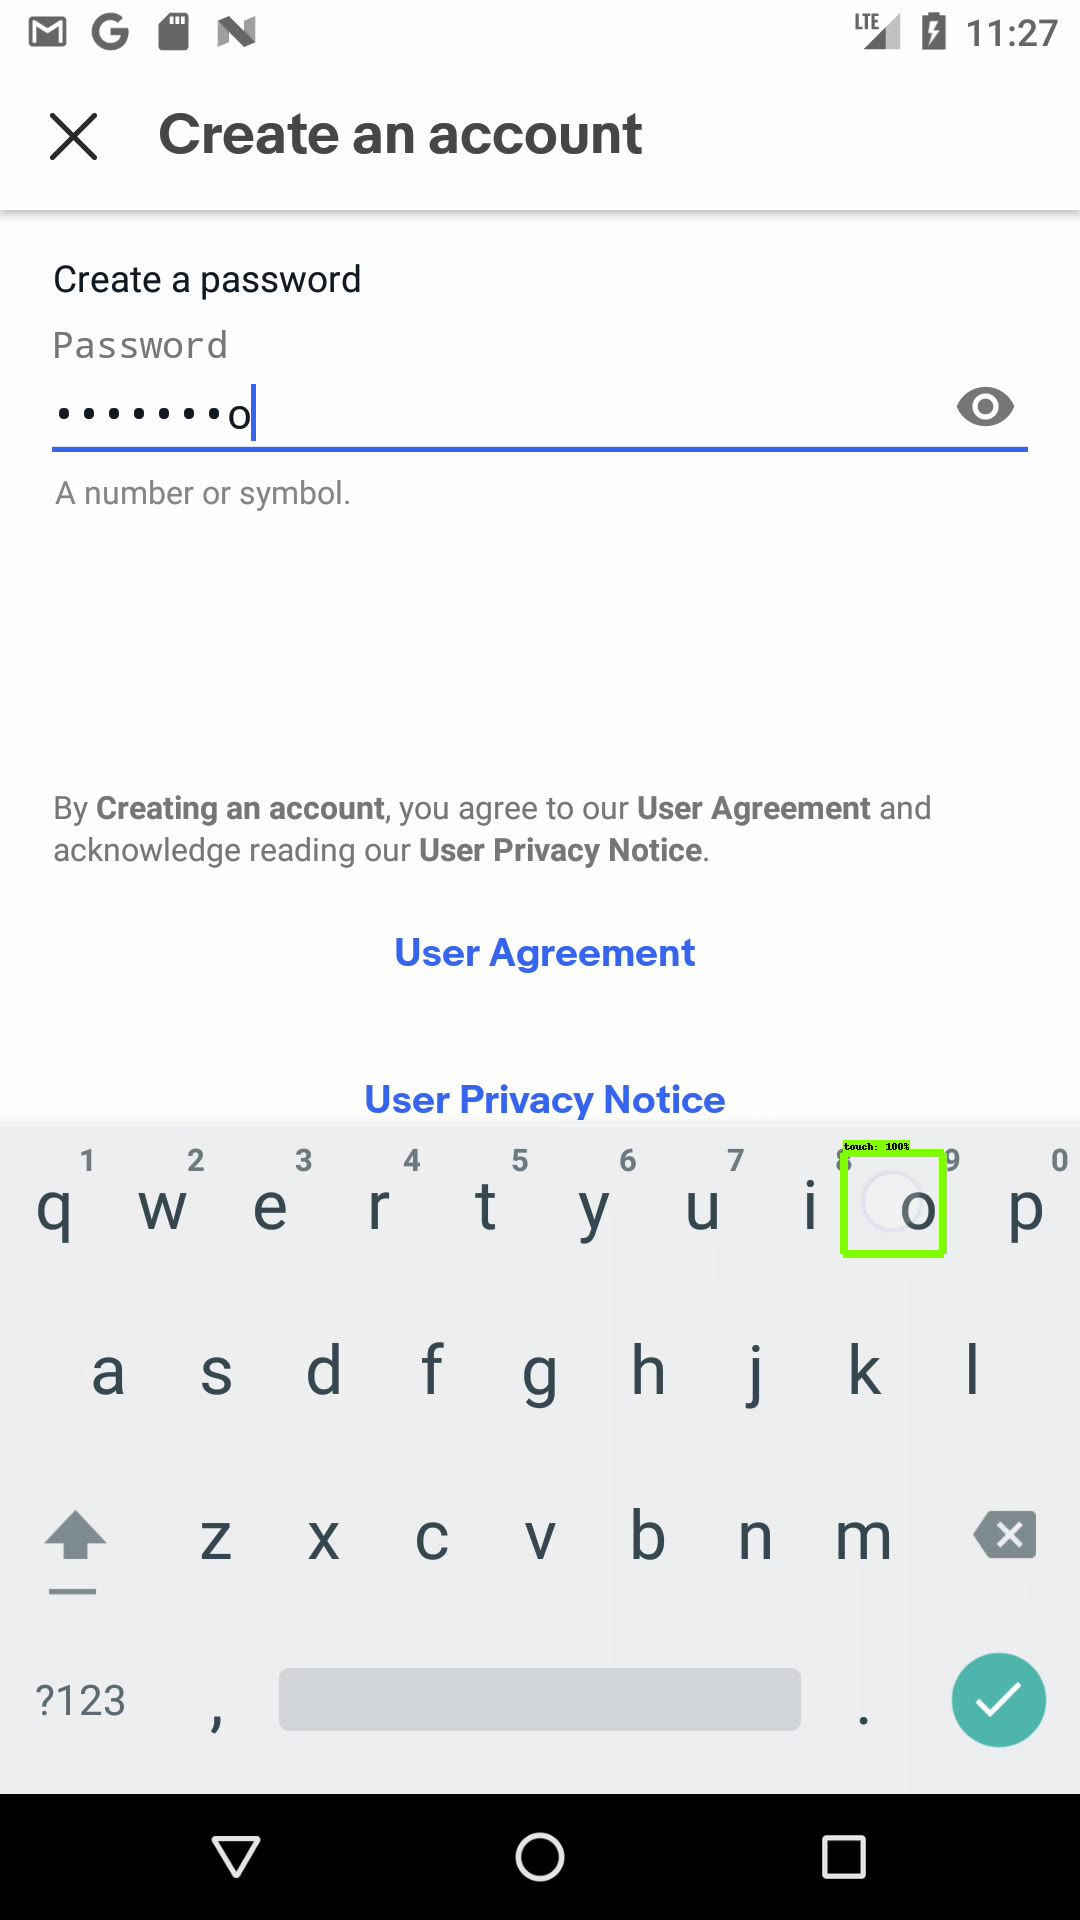 LTE 11:27
Create an account
Create a password
Password
•••••••o
A number or symbol.
By Creating an account, you agree to our User Agreement and
acknowledge reading our User Privacy Notice.
User Agreement
User Privacy Notice
touch: 100%
1 2 3 4 5 6 7 8 9 0
q w e r t y u i o p
a s d f g h j k l
z x c v b n m
?123 , .